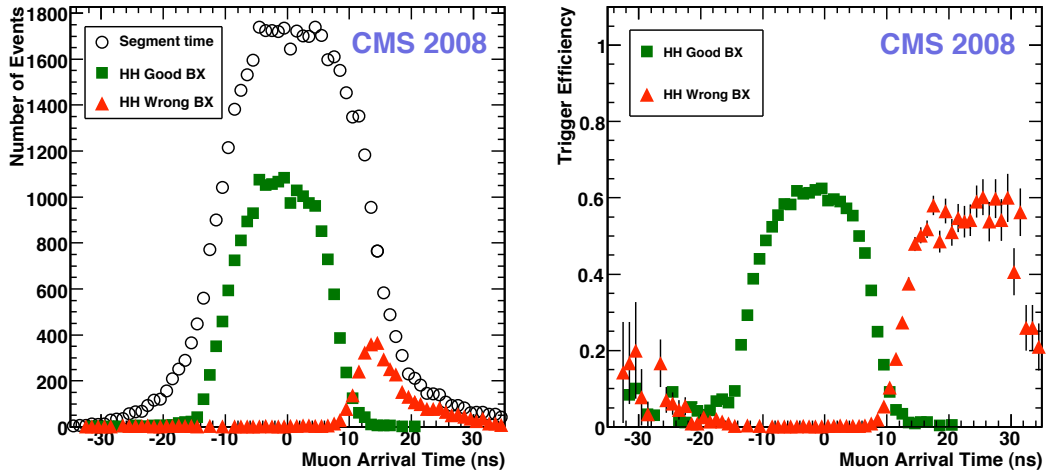 Number of Events
1800
1600
1400
1200
1000
800
600
400
200
0
Segment time
HH Good BX
HH Wrong BX
CMS 2008
-30 -20 -10 0 10 20 30
Muon Arrival Time (ns)
Trigger Efficiency
1
0.8
0.6
0.4
0.2
0
HH Good BX
HH Wrong BX
CMS 2008
-30 -20 -10 0 10 20 30
Muon Arrival Time (ns)